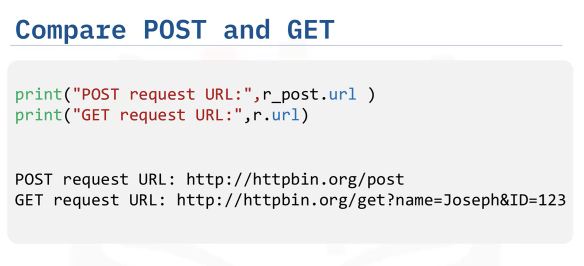 Compare POST and GET
print("POST request URL:",r_post.url )
print("GET request URL:",r.url)
POST request URL: http://httpbin.org/post
GET request URL: http://httpbin.org/get?name=Joseph&ID=123